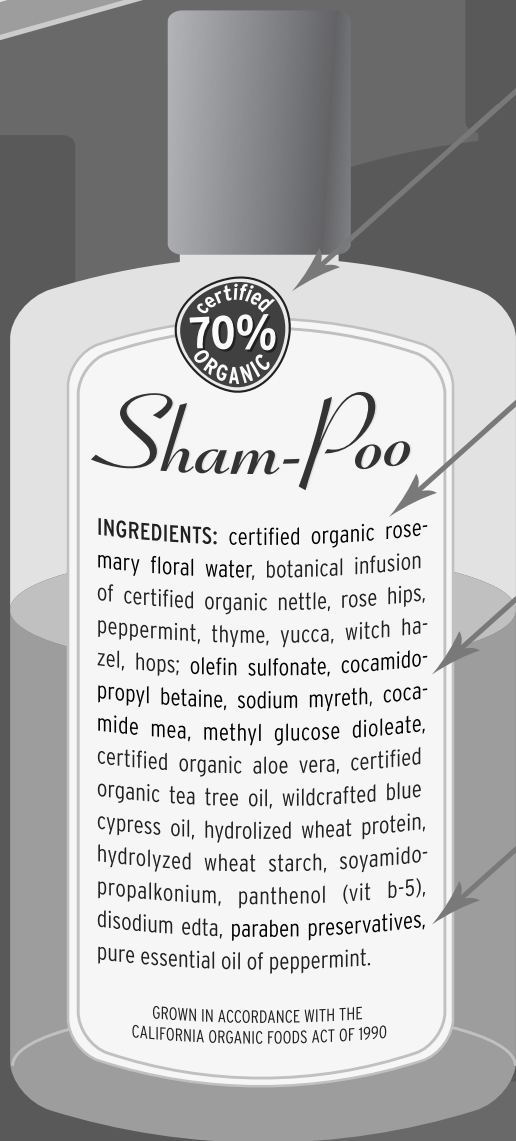 certified
70%
ORGANIC
Sham-Poo
INGREDIENTS: certified organic rose-
mary floral water, botanical infusion
of certified organic nettle, rose hips,
peppermint, thyme, yucca, witch ha-
zel, hops; olefin sulfonate, cocamido-
propyl betaine, sodium myreth, coca-
mide mea, methyl glucose dioleate,
certified organic aloe vera, certified
organic tea tree oil, wildcrafted blue
cypress oil, hydrolized wheat protein,
hydrolyzed wheat starch, soyamido-
propalkonium, panthenol (vit b-5),
disodium edta, paraben preservatives,
pure essential oil of peppermint.
GROWN IN ACCORDANCE WITH THE
CALIFORNIA ORGANIC FOODS ACT OF 1990